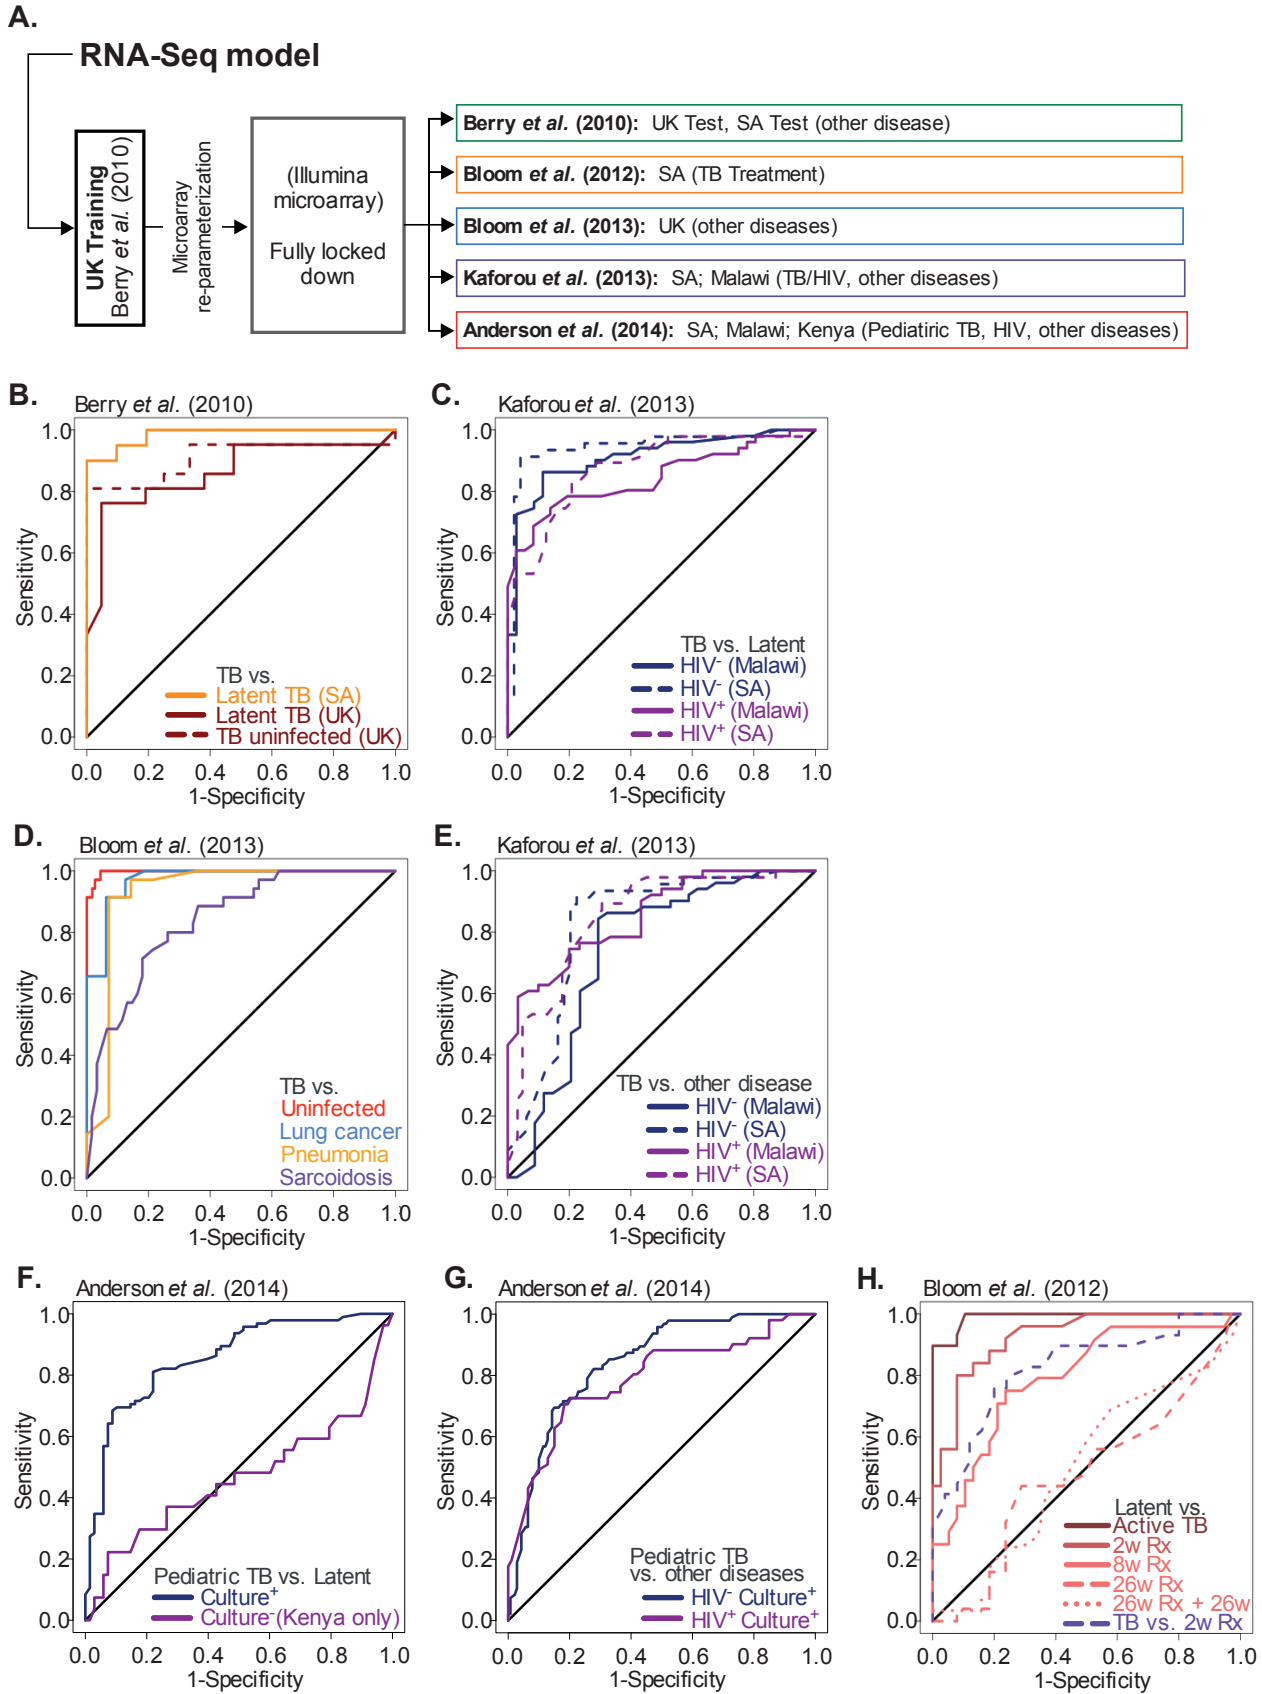 A.
RNA-Seq model
UK Training
Berry et al. (2010)
Microarray
re-parameterization
(Illumina
microarray)
Fully locked
down
Berry et al. (2010): UK Test, SA Test (other disease)
Bloom et al. (2012): SA (TB Treatment)
Bloom et al. (2013): UK (other diseases)
Kaforou et al. (2013): SA; Malawi (TB/HIV, other diseases)
Anderson et al. (2014): SA; Malawi; Kenya (Pediatiric TB, HIV, other diseases)
B.
Berry et al. (2010)
Sensitivity
1.0
0.8
0.6
0.4
0.2
0.0
TB vs.
Latent TB (SA)
Latent TB (UK)
TB uninfected (UK)
0.0 0.2 0.4 0.6 0.8 1.0
1-Specificity
C.
Kaforou et al. (2013)
Sensitivity
1.0
0.8
0.6
0.4
0.2
0.0
TB vs. Latent
HIV- (Malawi)
HIV- (SA)
HIV+ (Malawi)
HIV+ (SA)
0.0 0.2 0.4 0.6 0.8 1.0
1-Specificity
D.
Bloom et al. (2013)
Sensitivity
1.0
0.8
0.6
0.4
0.2
0.0
TB vs.
Uninfected
Lung cancer
Pneumonia
Sarcoidosis
0.0 0.2 0.4 0.6 0.8 1.0
1-Specificity
E.
Kaforou et al. (2013)
Sensitivity
1.0
0.8
0.6
0.4
0.2
0.0
TB vs. other disease
HIV- (Malawi)
HIV- (SA)
HIV+ (Malawi)
HIV+ (SA)
0.0 0.2 0.4 0.6 0.8 1.0
1-Specificity
F.
Anderson et al. (2014)
Sensitivity
1.0
0.8
0.6
0.4
0.2
0.0
Pediatric TB vs. Latent
Culture+
Culture- (Kenya only)
0.0 0.2 0.4 0.6 0.8 1.0
1-Specificity
G.
Anderson et al. (2014)
Sensitivity
1.0
0.8
0.6
0.4
0.2
0.0
Pediatric TB
vs. other diseases
HIV- Culture+
HIV+ Culture+
0.0 0.2 0.4 0.6 0.8 1.0
1-Specificity
H.
Bloom et al. (2012)
Sensitivity
1.0
0.8
0.6
0.4
0.2
0.0
Latent vs.
Active TB
2w Rx
8w Rx
26w Rx
26w Rx + 26w
TB vs. 2w Rx
0.0 0.2 0.4 0.6 0.8 1.0
1-Specificity